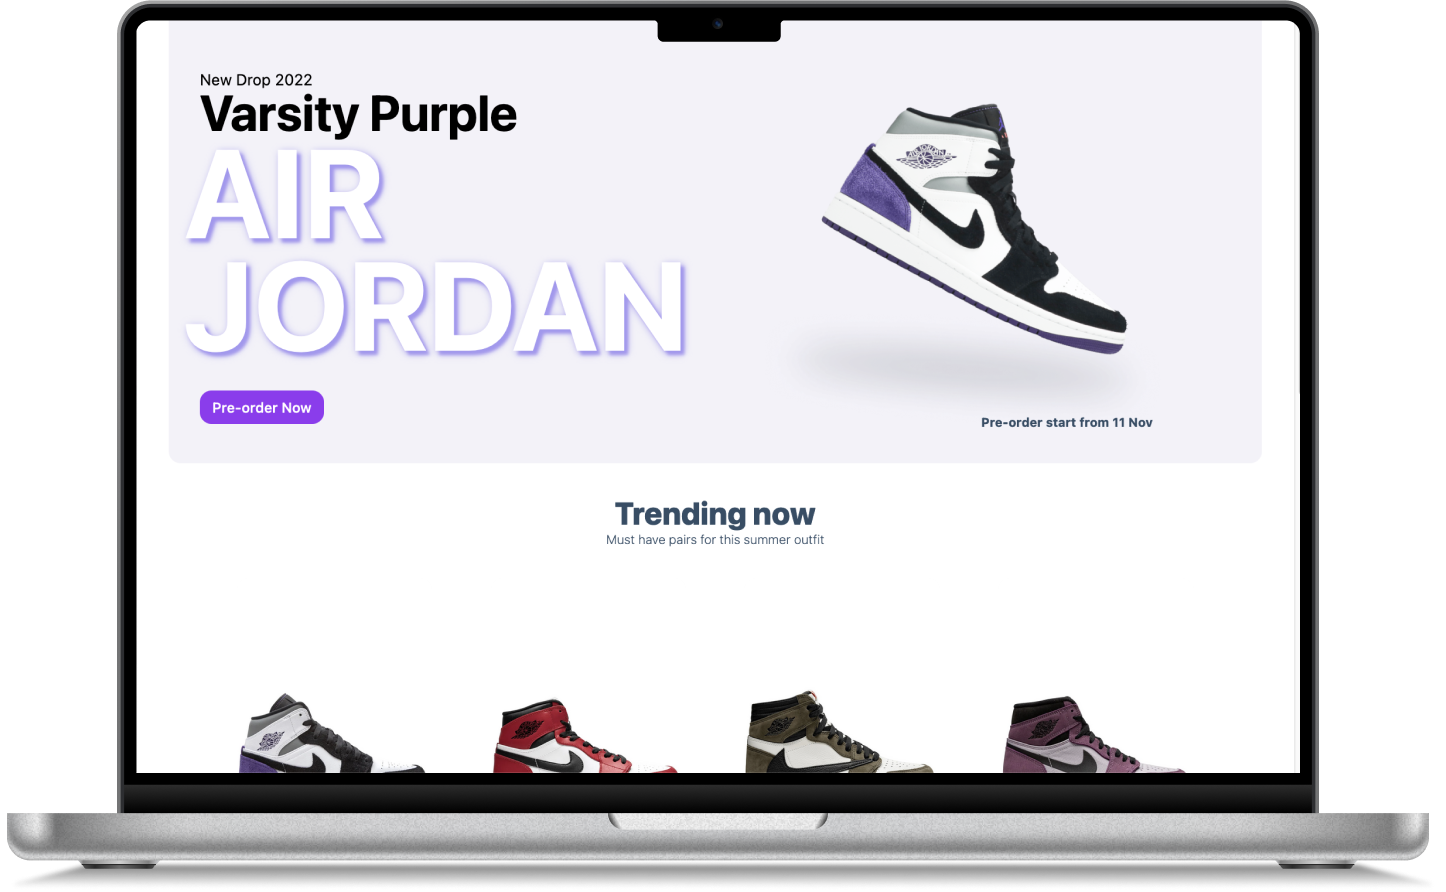 New Drop 2022
Varsity Purple
AIR
JORDAN
Pre-order Now
Pre-order start from 11 Nov
Trending now
Must have pairs for this summer outfit